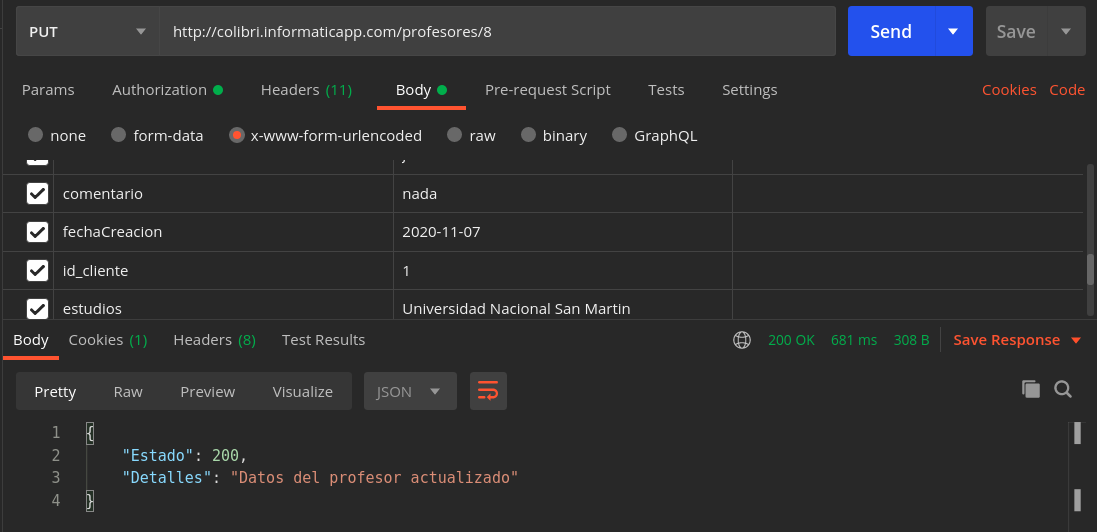 PUT http://colibri.informaticapp.com/profesores/8 Send Save
Params Authorization Headers (11) Body Pre-request Script Tests Settings Cookies Code
none form-data x-www-form-urlencoded raw binary GraphQL
comentario nada
fechaCreacion 2020-11-07
id_cliente 1
estudios Universidad Nacional San Martin
Body Cookies (1) Headers (8) Test Results 200 OK 681 ms 308 B Save Response
Pretty Raw Preview Visualize JSON
1 {
2 "Estado": 200,
3 "Detalles": "Datos del profesor actualizado"
4 }